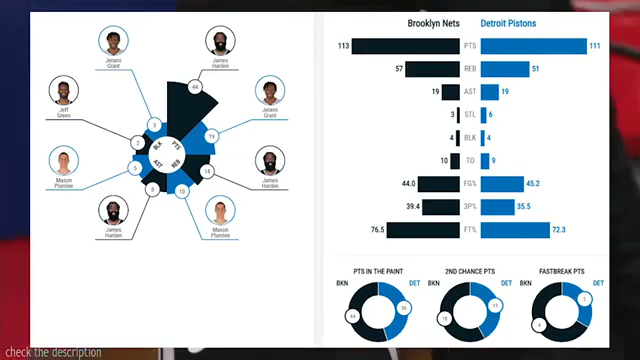 Jerami
Grant
James
Harden
Jeff
Green
Jerami
Grant
Mason
Plumlee
James
Harden
James
Harden
Mason
Plumlee
44
19
14
10
8
5
2
3
PTS
REB
AST
BLK
Brooklyn Nets
Detroit Pistons
113 PTS 111
57 REB 51
19 AST 19
3 STL 6
4 BLK 4
10 TO 9
44.0 FG% 45.2
39.4 3P% 35.5
76.5 FT% 72.3
PTS IN THE PAINT
BKN DET
44
2ND CHANCE PTS
BKN DET
FASTBREAK PTS
BKN DET
check the description